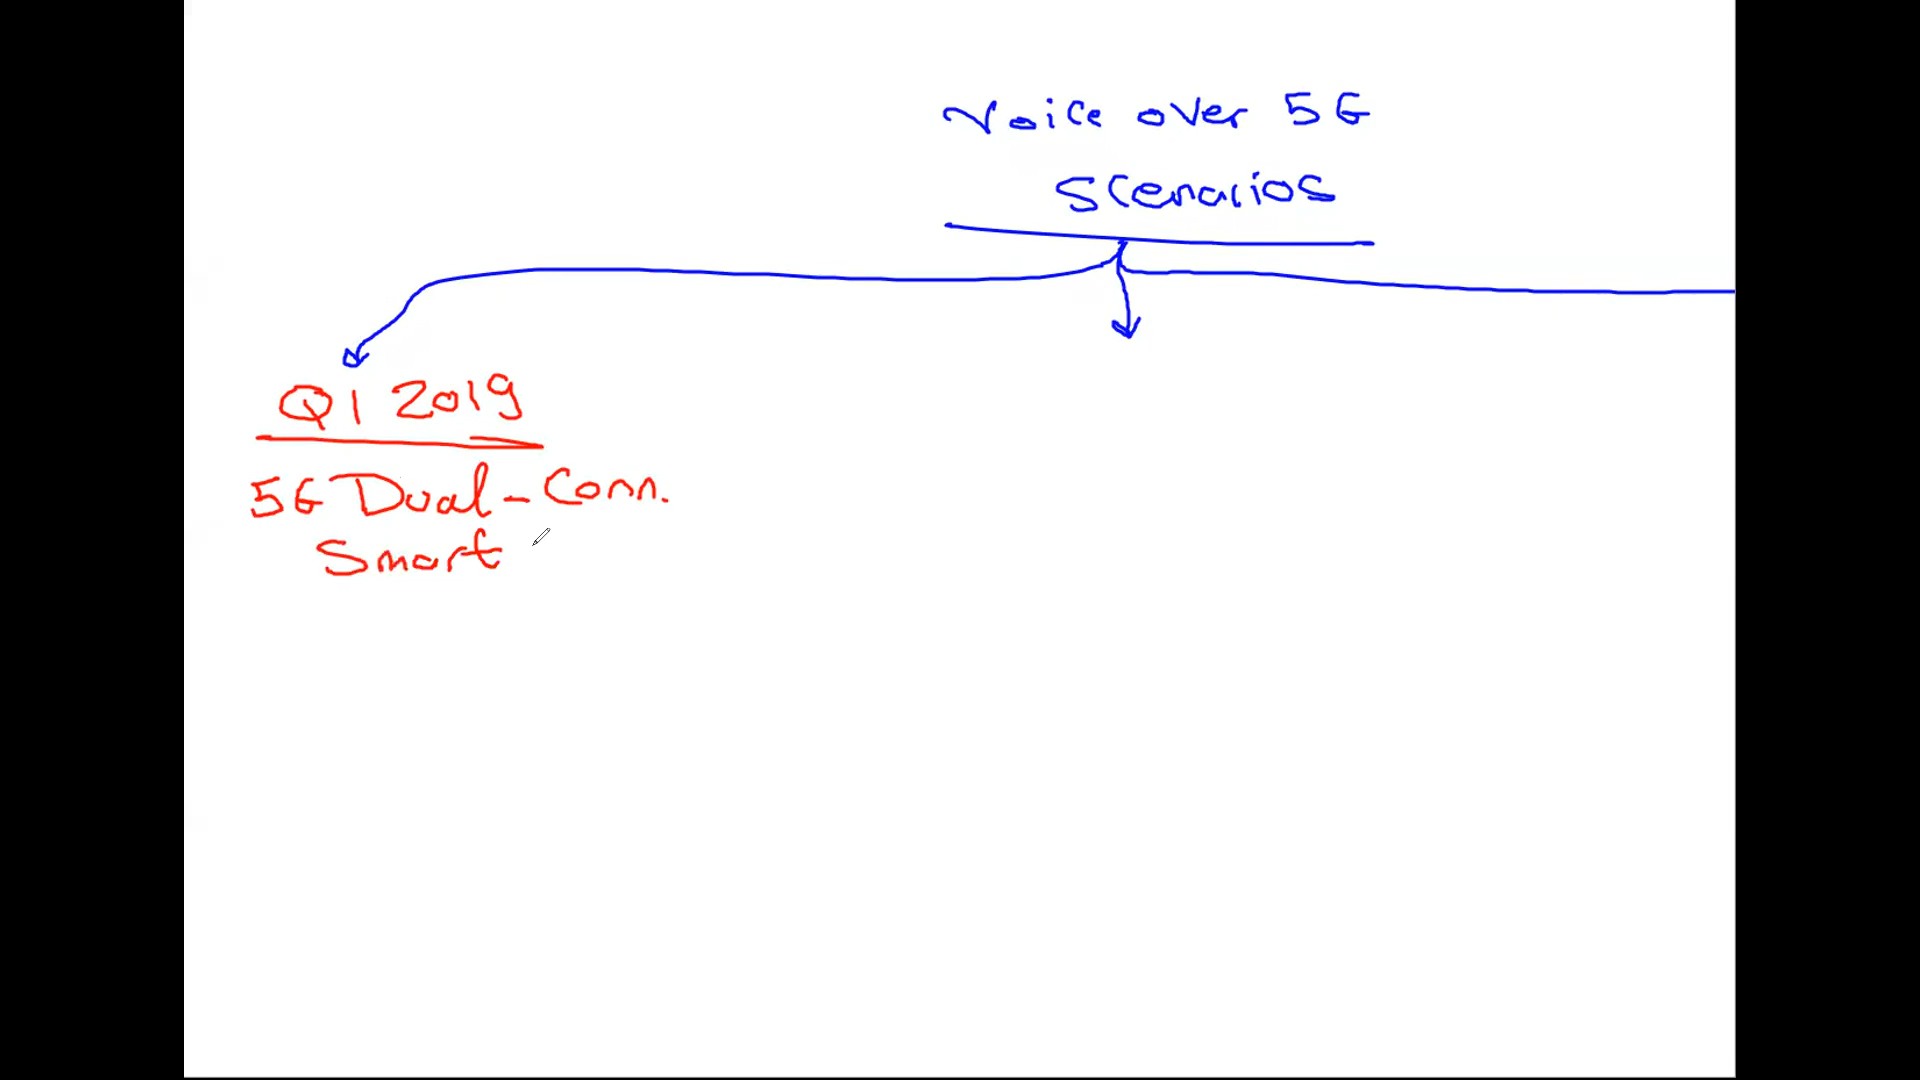 Voice over 5G
Scenarios
Q1 2019
5G Dual-Conn.
Smart